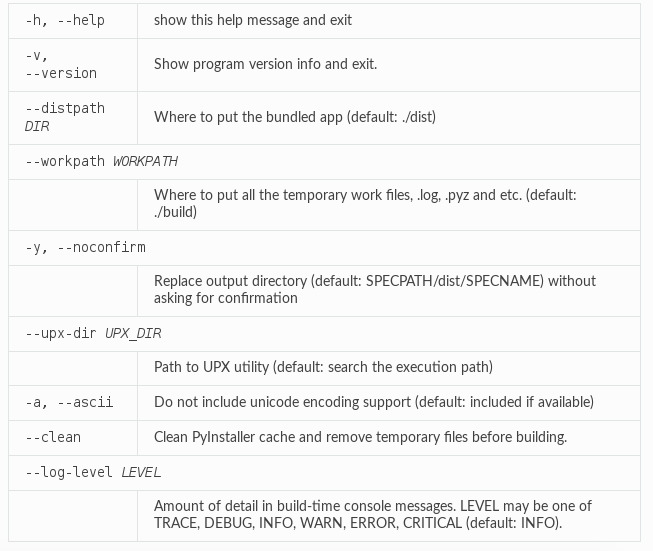 -h, --help show this help message and exit
-v,
--version
Show program version info and exit.
--distpath
DIR
Where to put the bundled app (default: ./dist)
--workpath WORKPATH
Where to put all the temporary work files, .log, .pyz and etc. (default:
./build)
-y, --noconfirm
Replace output directory (default: SPECPATH/dist/SPECNAME) without
asking for confirmation
--upx-dir UPX_DIR
Path to UPX utility (default: search the execution path)
-a, --ascii Do not include unicode encoding support (default: included if available)
--clean Clean PyInstaller cache and remove temporary files before building.
--log-level LEVEL
Amount of detail in build-time console messages. LEVEL may be one of
TRACE, DEBUG, INFO, WARN, ERROR, CRITICAL (default: INFO).